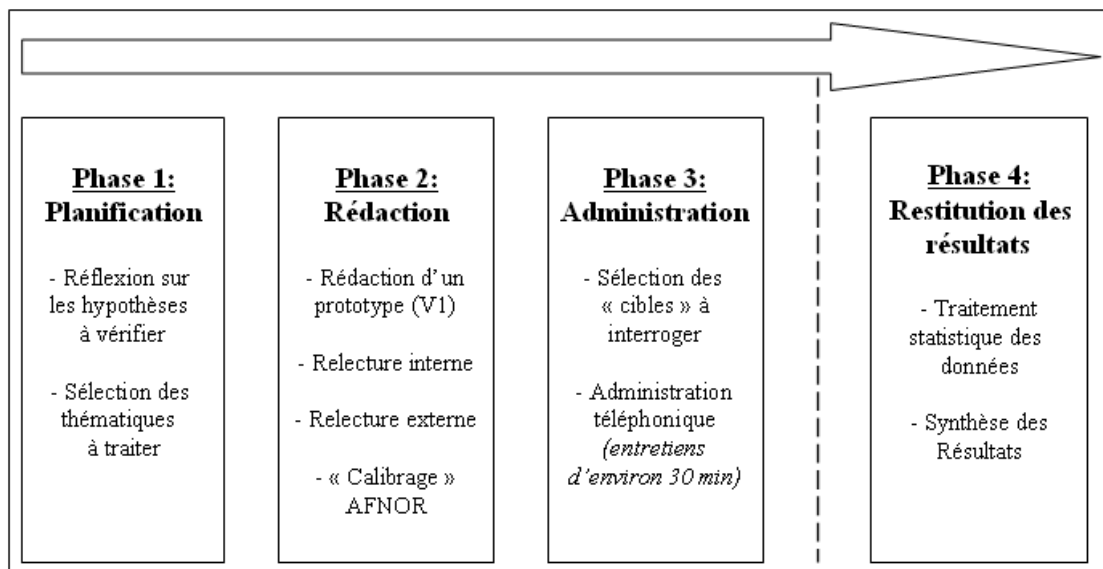 Phase 1:
Planification
- Réflexion sur
les hypothèses
à vérifier
- Sélection des
thématiques
à traiter
Phase 2:
Rédaction
- Rédaction d'un
prototype (V1)
- Relecture interne
- Relecture externe
- « Calibrage »
AFNOR
Phase 3:
Administration
- Sélection des
« cibles » à
interroger
- Administration
téléphonique
(entretiens
d'environ 30 min)
Phase 4:
Restitution des
résultats
- Traitement
statistique des
données
- Synthèse des
Résultats